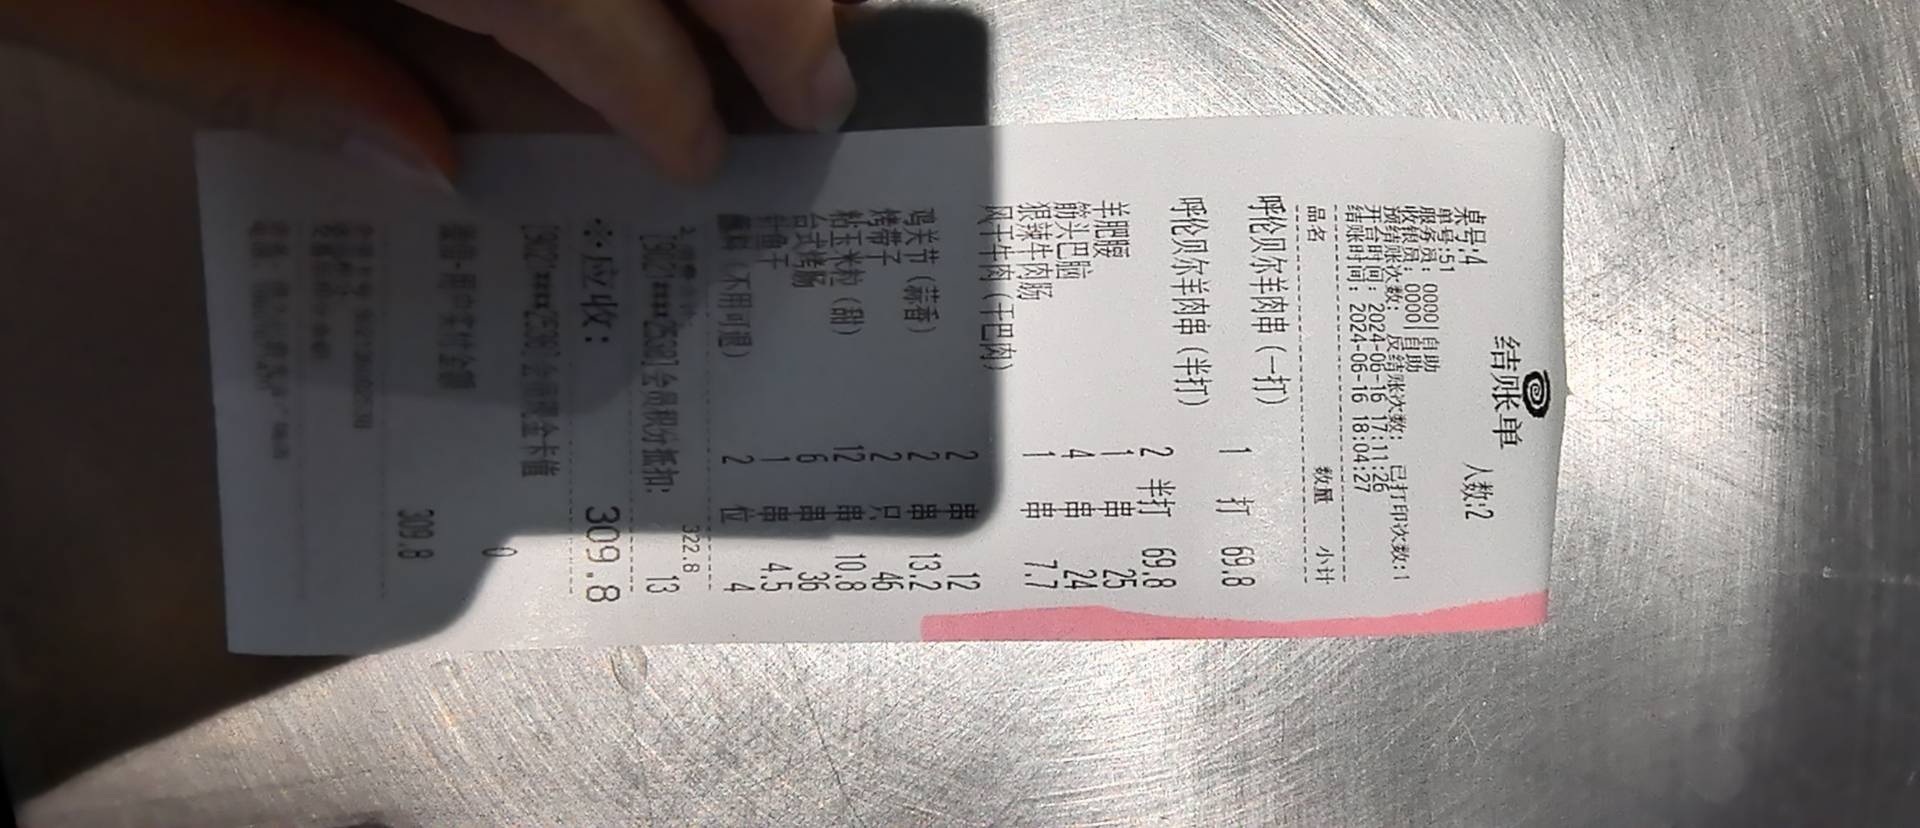 结账单
桌号:4 人数:2
单号:51
服务员: 0000| 自助
收银员: 0000| 自助
预结账次数: 反结账次数: 已打印次数:1
开台时间: 2024-06-16 17:11:26
结账时间: 2024-06-16 18:04:27
品名 数量 小计
呼伦贝尔羊肉串(一打)
1 打 69.8
呼伦贝尔羊肉串(半打)
2 半打 69.8
羊肥腰 1 串 25
筋头巴脑 4 串 24
狠辣牛肉肠 1 串 7.7
风干牛肉(干巴肉)
2 串 12
鸡关节(蒜香) 2 串 13.2
烤带子 2 只 46
粘玉米粒(甜) 12 串 10.8
台式烤肠 6 串 36
针鱼干 1 串 4.5
蘸料(不用可退) 2 位 4
322.8
会员积分抵扣: 13
※应收: 309.8
0
309.8